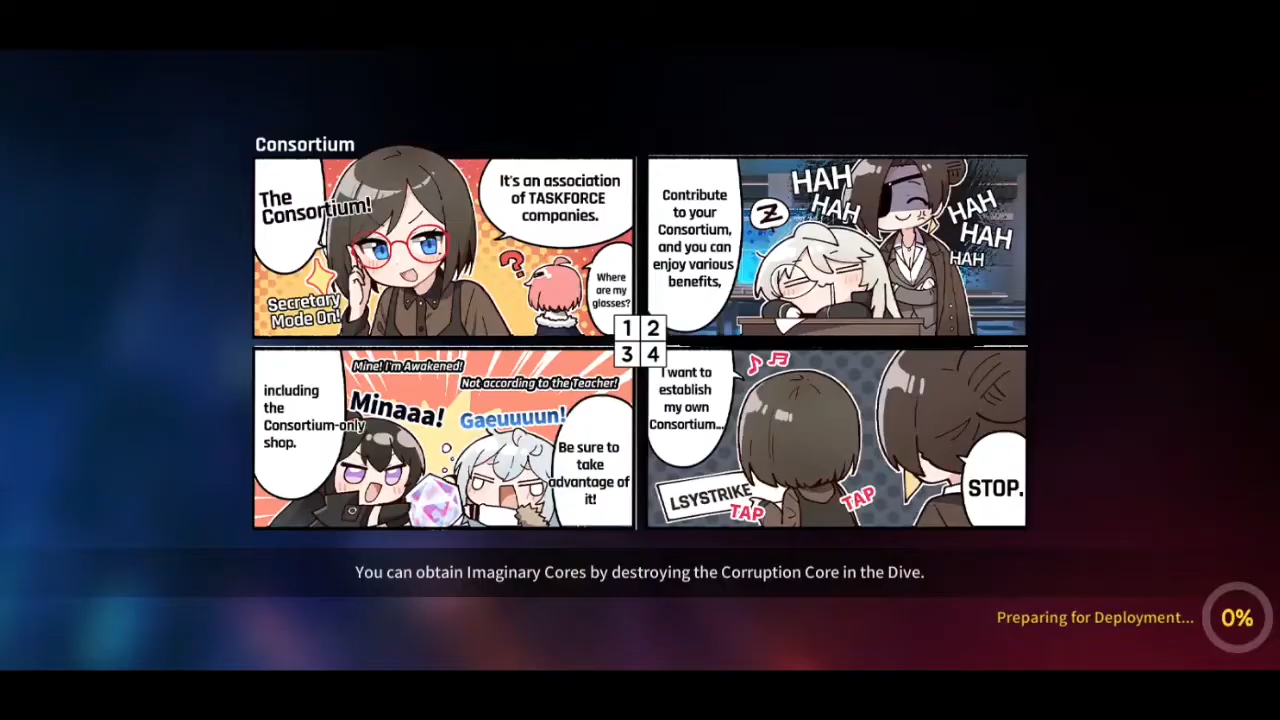 Consortium
The
Consortium!
It's an association
of TASKFORCE
companies.
Secretary
Mode On!
?
Where
are my
glasses?
Contribute
to your
Consortium,
and you can
enjoy various
benefits,
Z
HAH
HAH
HAH
HAH
HAH
1 2
3 4
including
the
Consortium-only
shop.
Mine! I'm Awakened!
Not according to the Teacher!
Minaaa!
Gaeuuuun!
Be sure to
take
advantage of
it!
I want to
establish
my own
Consortium...
LSYSTRIKE
TAP
TAP
STOP.
You can obtain Imaginary Cores by destroying the Corruption Core in the Dive.
Preparing for Deployment...
0%